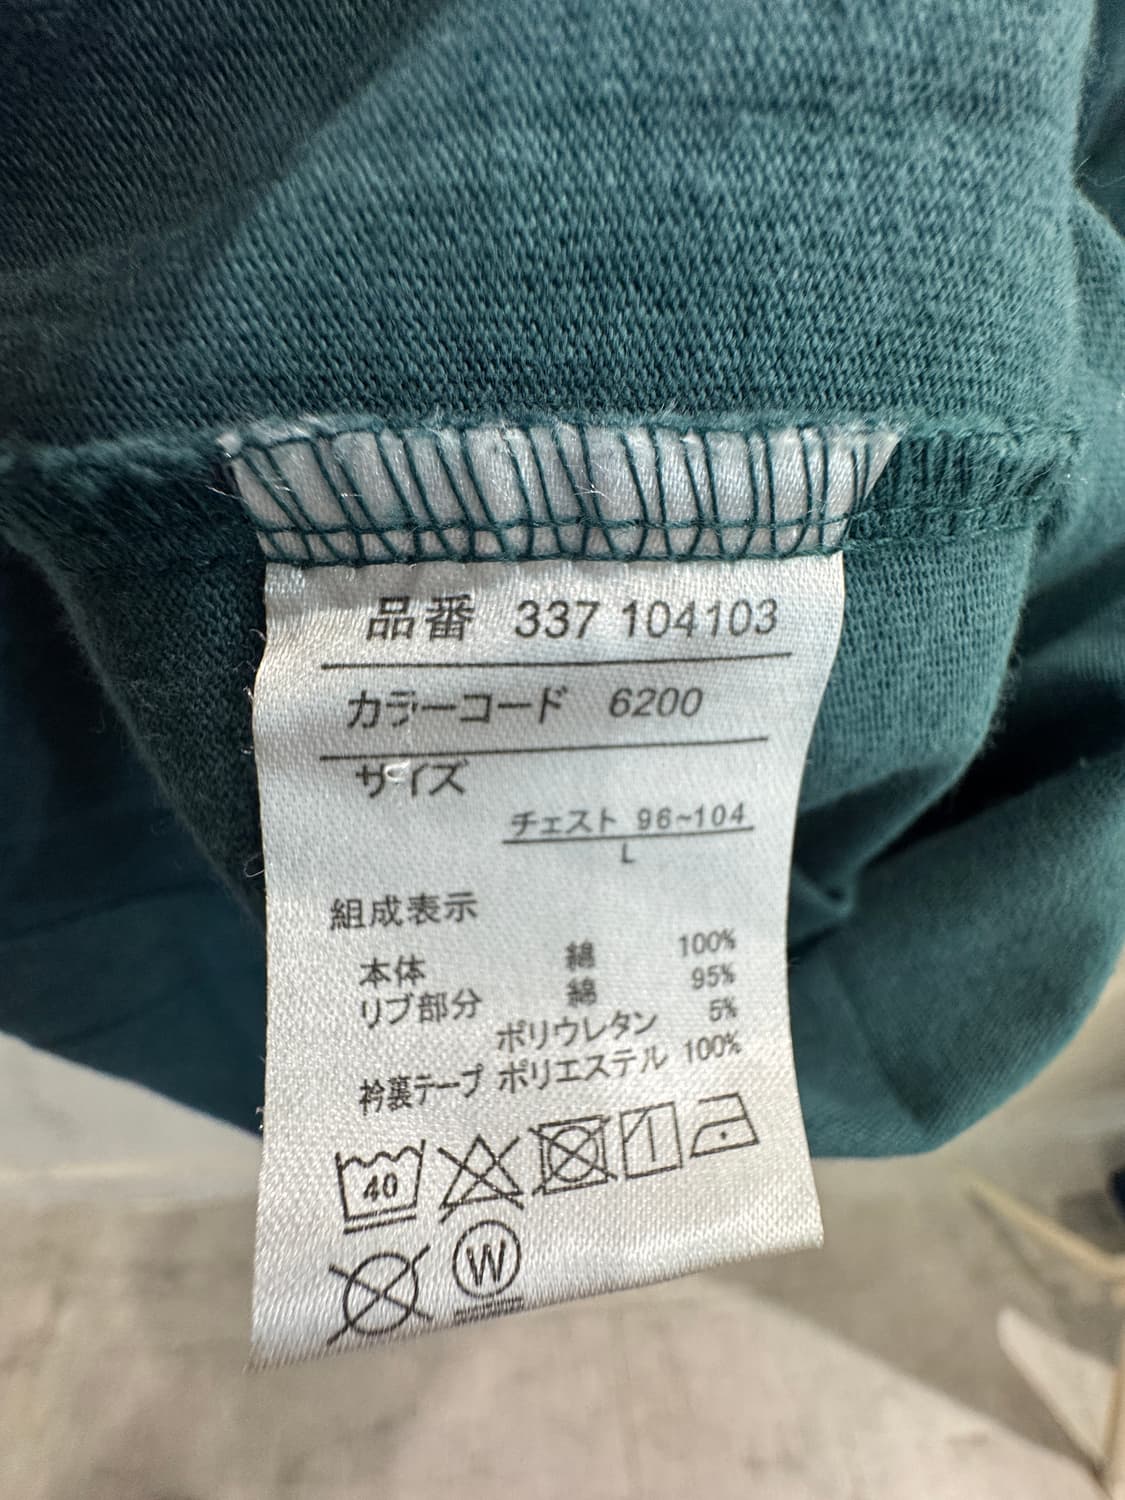 品番 337 104103
カラーコード 6200
サイズ
チェスト 96~104
L
組成表示
本体 綿 100%
リブ部分 綿 95%
ポリウレタン 5%
衿裏テープ ポリエステル 100%
40
W